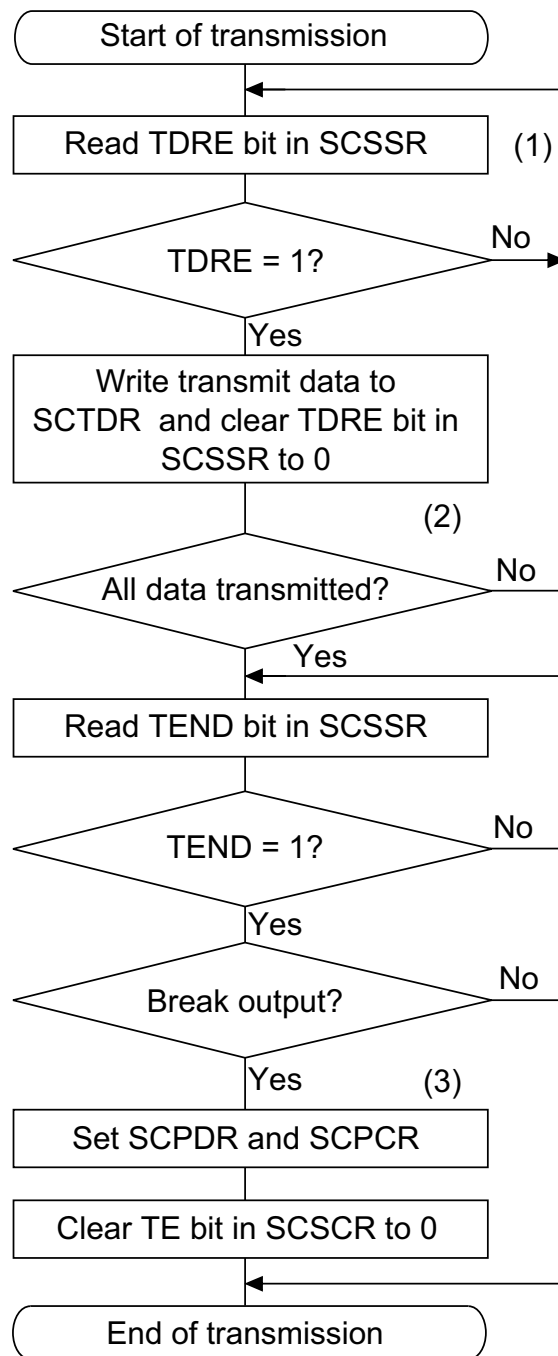 Start of transmission
Read TDRE bit in SCSSR
(1)
TDRE = 1?
No
Yes
Write transmit data to
SCTDR and clear TDRE bit in
SCSSR to 0
(2)
All data transmitted?
No
Yes
Read TEND bit in SCSSR
TEND = 1?
No
Yes
Break output?
No
Yes
(3)
Set SCPDR and SCPCR
Clear TE bit in SCSCR to 0
End of transmission